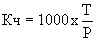 Кч = 1000 х Т/Р